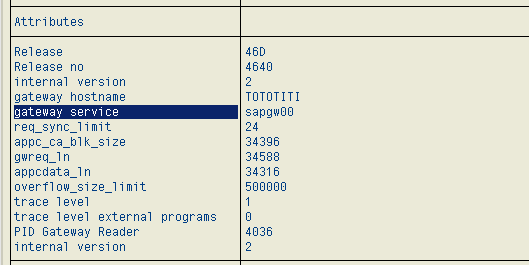 Attributes
Release 46D
Release no 4640
internal version 2
gateway hostname TOTOTITI
gateway service sapgw00
req_sync_limit 24
appc_ca_blk_size 34396
gwreq_ln 34588
appcdata_ln 34316
overflow_size_limit 500000
trace level 1
trace level external programs 0
PID Gateway Reader 4036
internal version 2